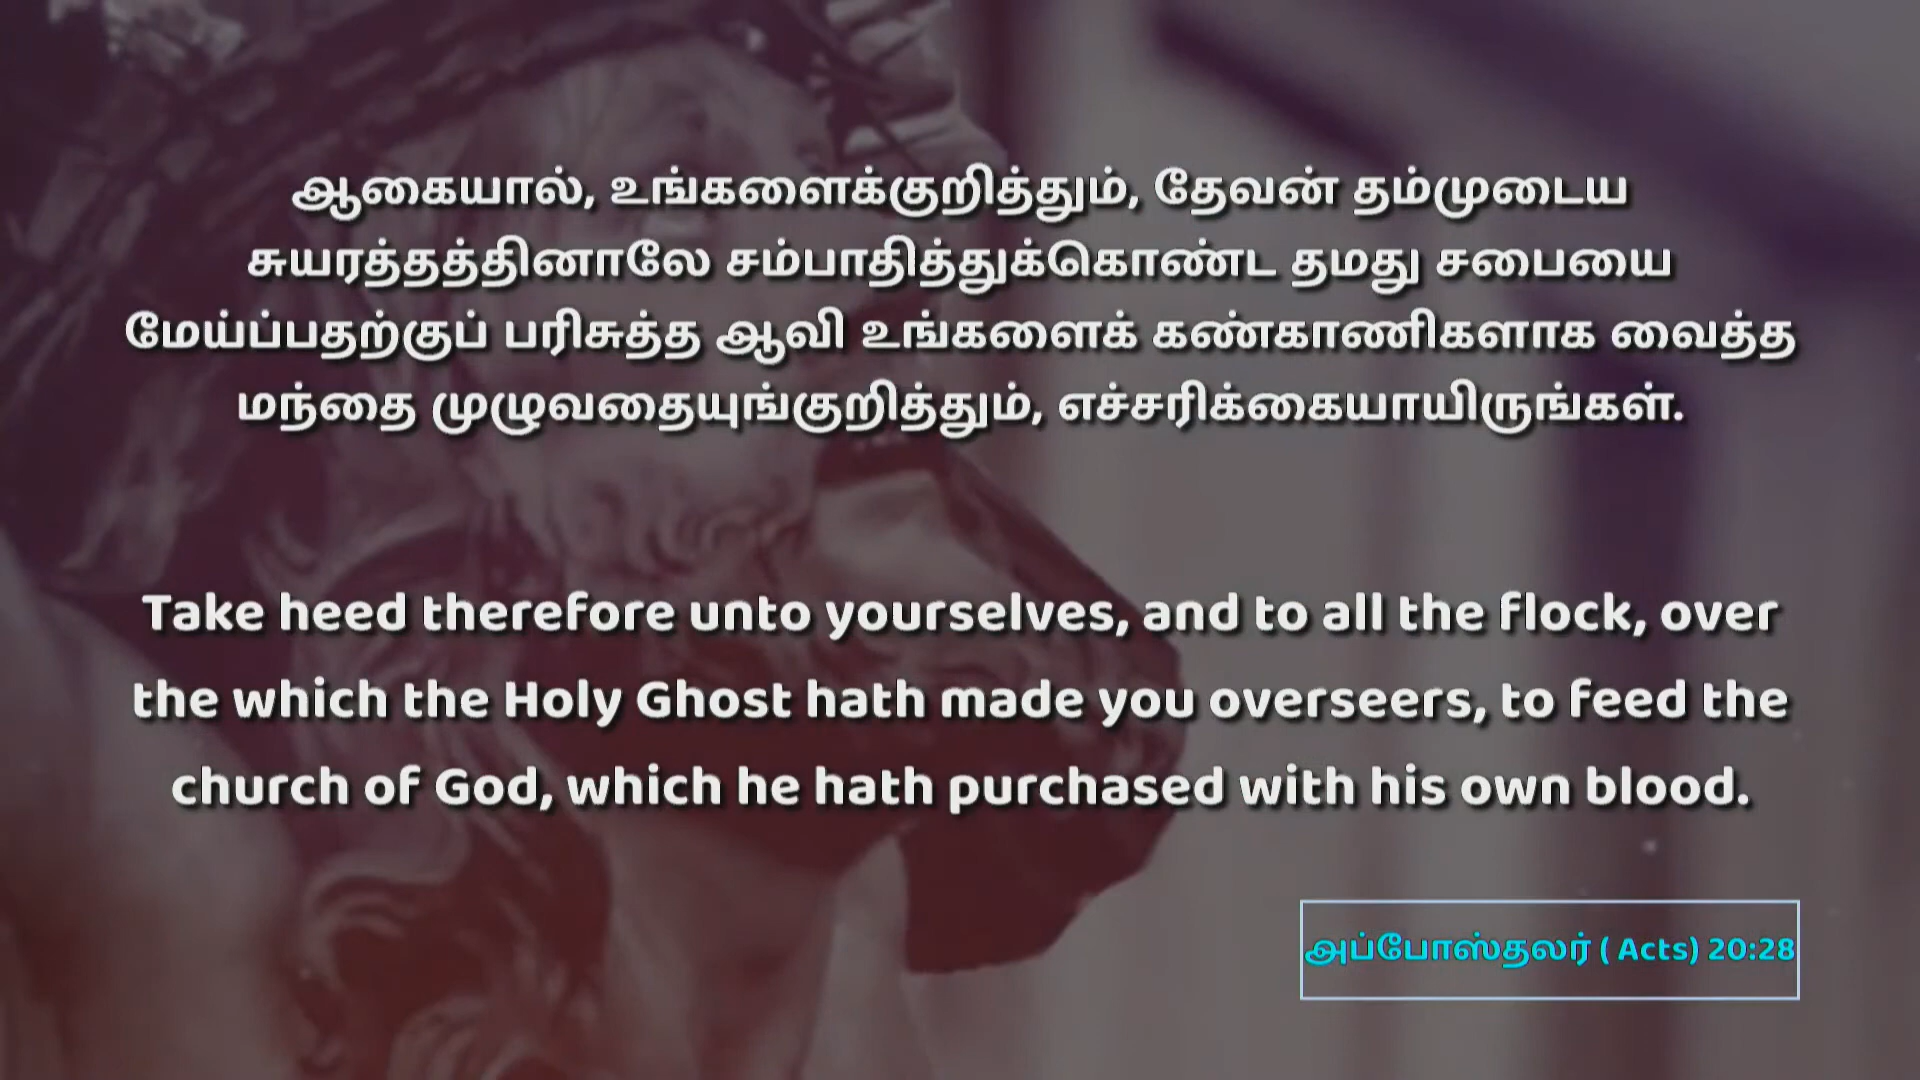 ஆகையால், உங்களைக்குறித்தும், தேவன் தம்முடைய
சுயரத்தத்தினாலே சம்பாதித்துக்கொண்ட தமது சபையை
மேய்ப்பதற்குப் பரிசுத்த ஆவி உங்களைக் கண்காணிகளாக வைத்த
மந்தை முழுவதையுங்குறித்தும், எச்சரிக்கையாயிருங்கள்.
Take heed therefore unto yourselves, and to all the flock, over
the which the Holy Ghost hath made you overseers, to feed the
church of God, which he hath purchased with his own blood.
அப்போஸ்தலர் ( Acts) 20:28